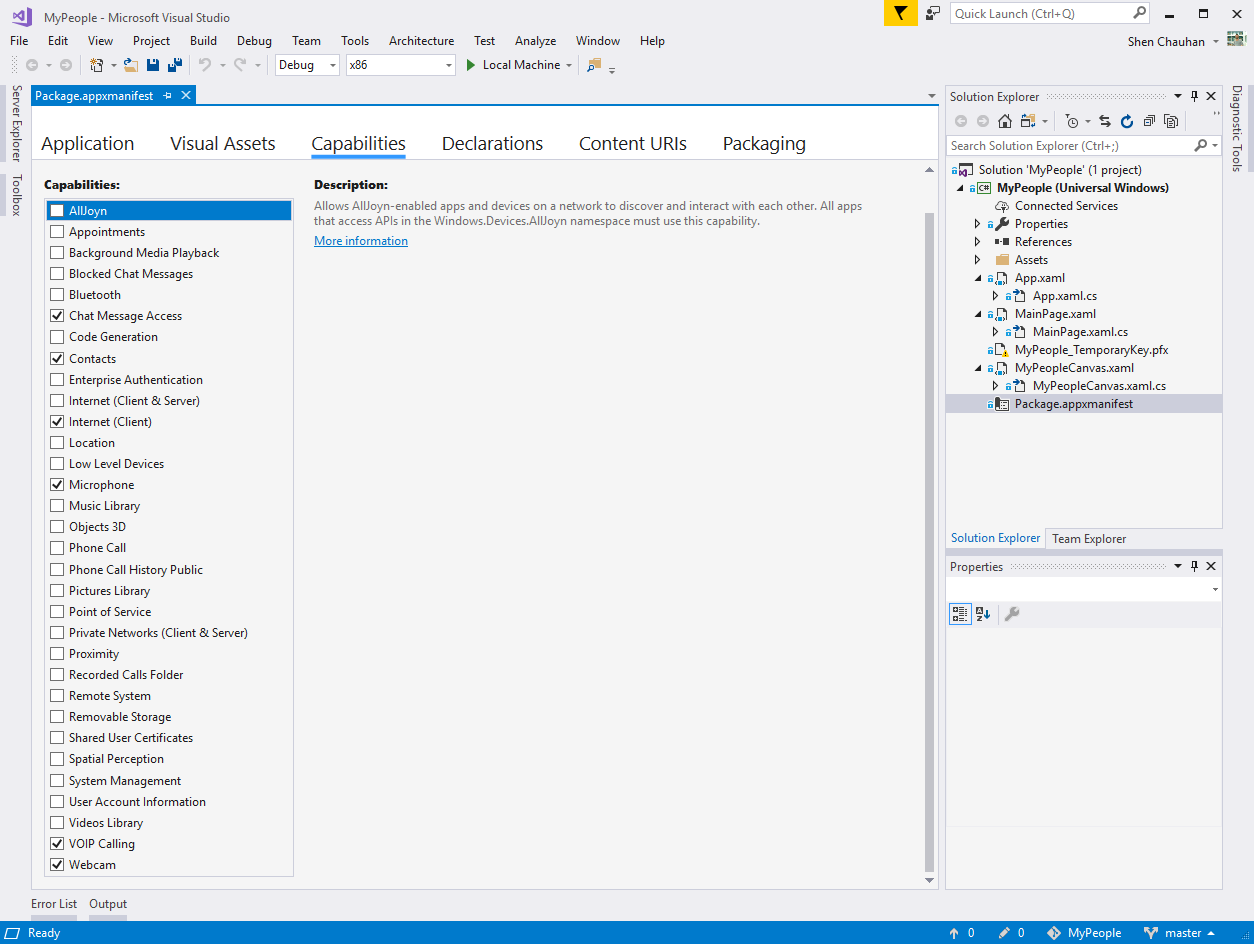 MyPeople - Microsoft Visual Studio
Quick Launch (Ctrl+Q)
File Edit View Project Build Debug Team Tools Architecture Test Analyze Window Help
Shen Chauhan
Debug x86 Local Machine
Server Explorer
Toolbox
Package.appxmanifest
Application Visual Assets Capabilities Declarations Content URIs Packaging
Capabilities:
AllJoyn
Appointments
Background Media Playback
Blocked Chat Messages
Bluetooth
Chat Message Access
Code Generation
Contacts
Enterprise Authentication
Internet (Client & Server)
Internet (Client)
Location
Low Level Devices
Microphone
Music Library
Objects 3D
Phone Call
Phone Call History Public
Pictures Library
Point of Service
Private Networks (Client & Server)
Proximity
Recorded Calls Folder
Remote System
Removable Storage
Shared User Certificates
Spatial Perception
System Management
User Account Information
Videos Library
VOIP Calling
Webcam
Description:
Allows AllJoyn-enabled apps and devices on a network to discover and interact with each other. All apps
that access APIs in the Windows.Devices.AllJoyn namespace must use this capability.
More information
Solution Explorer
Search Solution Explorer (Ctrl+;)
Solution 'MyPeople' (1 project)
C# MyPeople (Universal Windows)
Connected Services
Properties
References
Assets
App.xaml
App.xaml.cs
MainPage.xaml
MainPage.xaml.cs
MyPeople_TemporaryKey.pfx
MyPeopleCanvas.xaml
MyPeopleCanvas.xaml.cs
Package.appxmanifest
Solution Explorer Team Explorer
Properties
Diagnostic Tools
Error List Output
Ready 0 0 MyPeople master